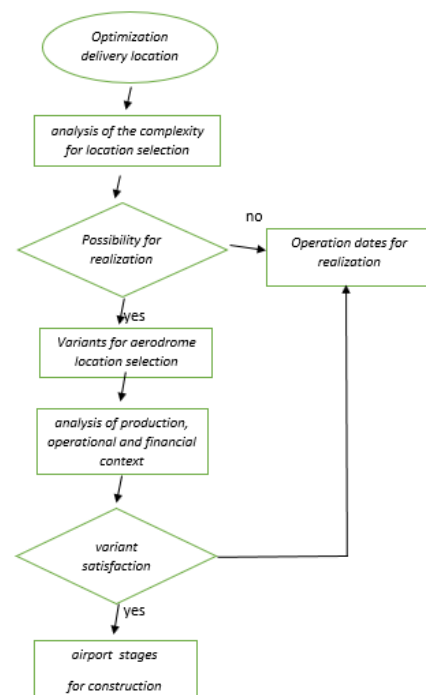 Optimization
delivery location
analysis of the complexity
for location selection
Possibility for
realization
no
Operation dates for
realization
yes
Variants for aerodrome
location selection
analysis of production,
operational and financial
context
variant
satisfaction
yes
airport stages
for construction